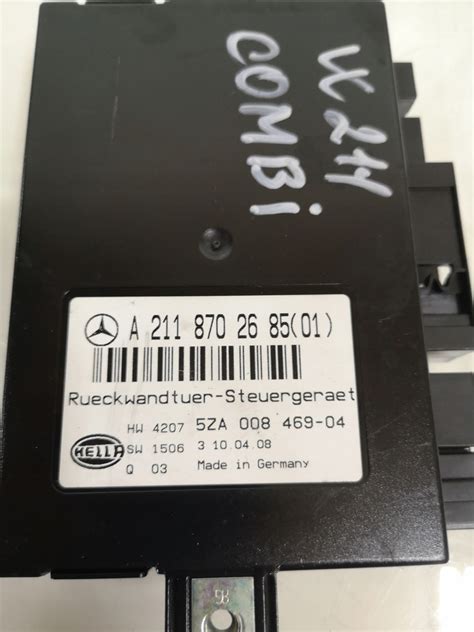 W211
COMBi
A 211 870 26 85(01)
Rueckwandtuer-Steuergeraet
HW 4207 5ZA 008 469-04
HELLA
SW 1506 3 10.04.08
Q 03 Made in Germany